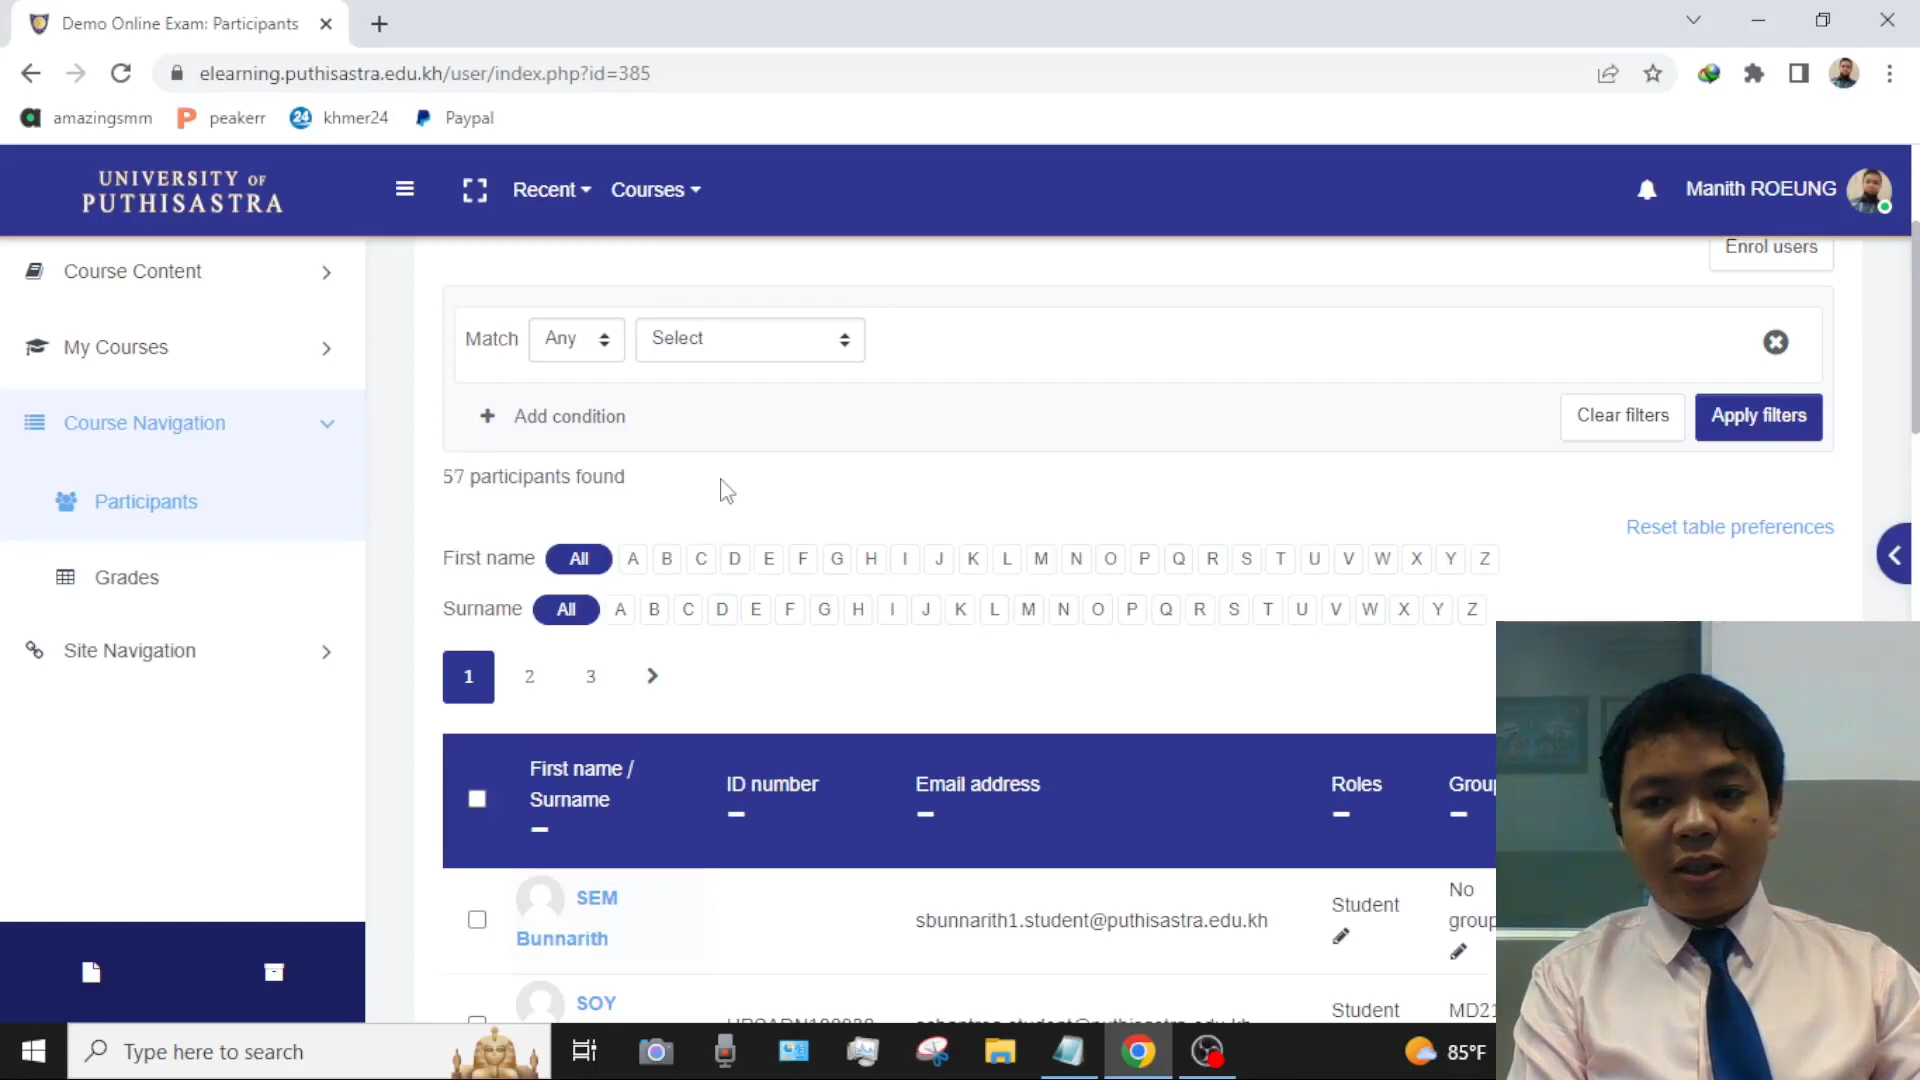 Demo Online Exam: Participants
elearning.puthisastra.edu.kh/user/index.php?id=385
amazingsmm peakerr khmer24 Paypal
UNIVERSITY OF
PUTHISASTRA
Recent Courses Manith ROEUNG
Enrol users
Course Content
My Courses
Course Navigation
Participants
Grades
Site Navigation
Match Any Select
Add condition Clear filters Apply filters
57 participants found
Reset table preferences
First name All A B C D E F G H I J K L M N O P Q R S T U V W X Y Z
Surname All A B C D E F G H I J K L M N O P Q R S T U V W X Y Z
1 2 3
First name /
Surname
ID number Email address Roles Group
SEM
Bunnarith
sbunnarith1.student@puthisastra.edu.kh Student
No
group
SOY Student MD21
Type here to search 85°F